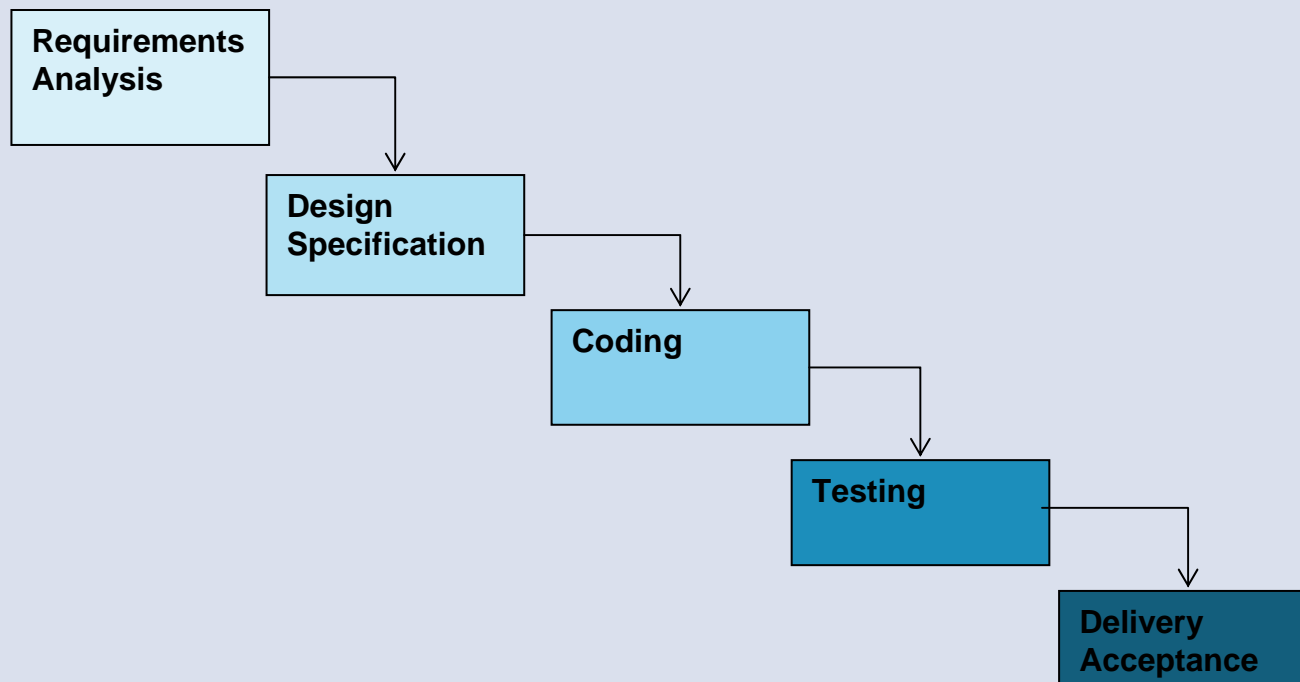 Requirements
Analysis
Design
Specification
Coding
Testing
Delivery
Acceptance